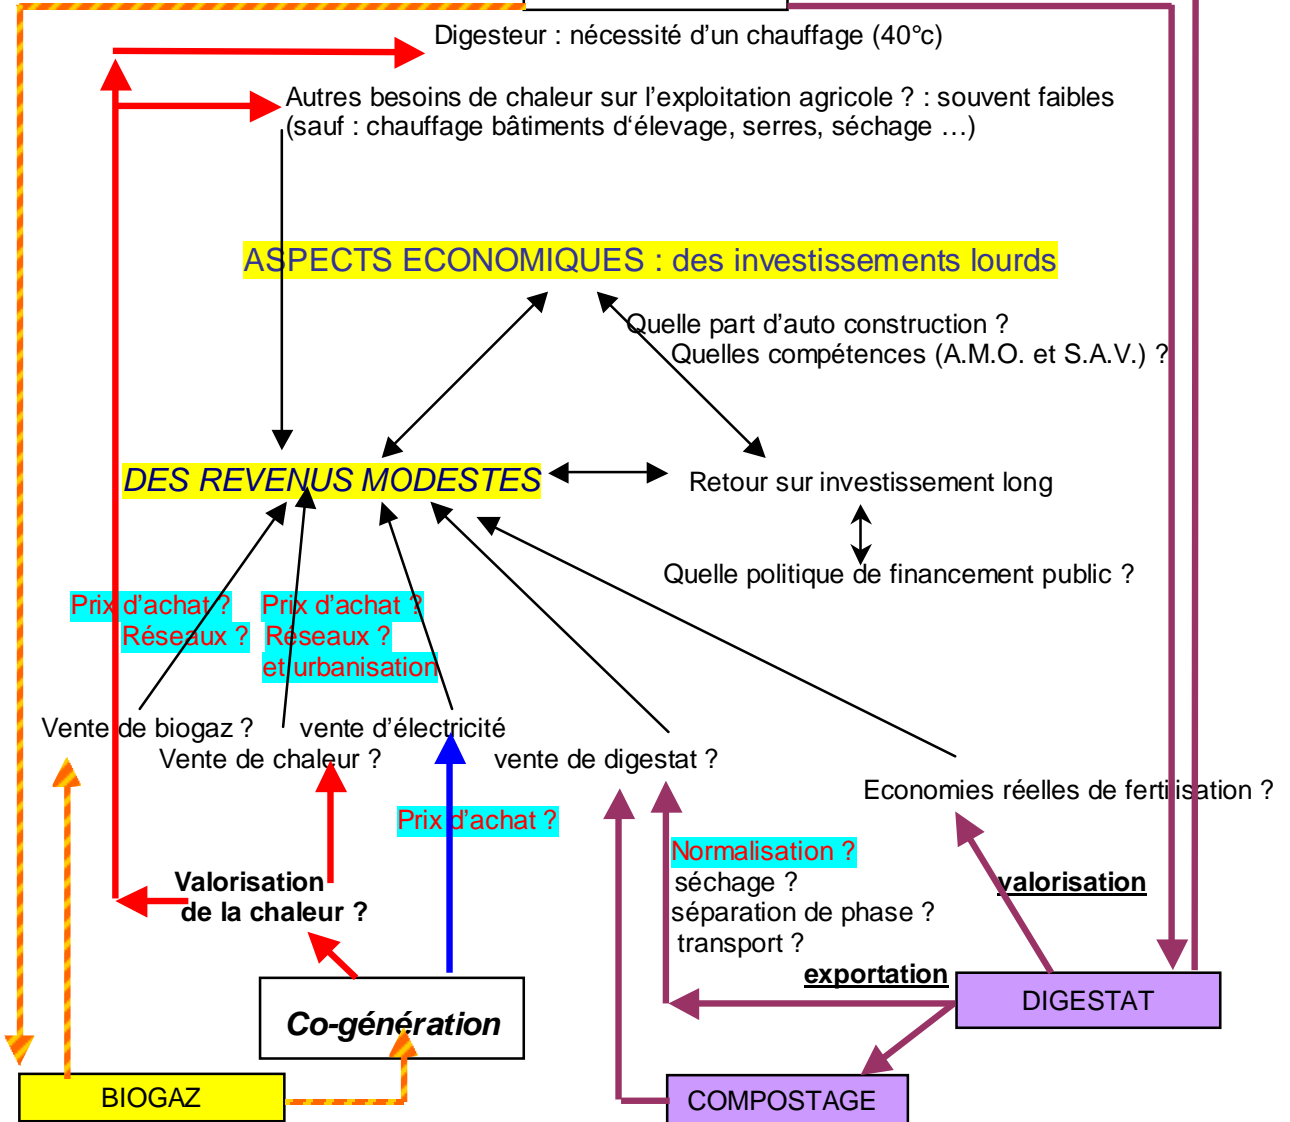 Digesteur : nécessité d’un chauffage (40°c)
Autres besoins de chaleur sur l’exploitation agricole ? : souvent faibles
(sauf : chauffage bâtiments d‘élevage, serres, séchage …)
ASPECTS ECONOMIQUES : des investissements lourds
Quelle part d’auto construction ?
Quelles compétences (A.M.O. et S.A.V.) ?
DES REVENUS MODESTES
Retour sur investissement long
Quelle politique de financement public ?
Prix d’achat ?
Réseaux ?
Prix d’achat ?
Réseaux ?
et urbanisation
Vente de biogaz ?
vente d’électricité
Vente de chaleur ?
vente de digestat ?
Economies réelles de fertilisation ?
Prix d’achat ?
Normalisation ?
séchage ?
séparation de phase ?
transport ?
Valorisation
de la chaleur ?
valorisation
exportation
DIGESTAT
Co-génération
BIOGAZ
COMPOSTAGE